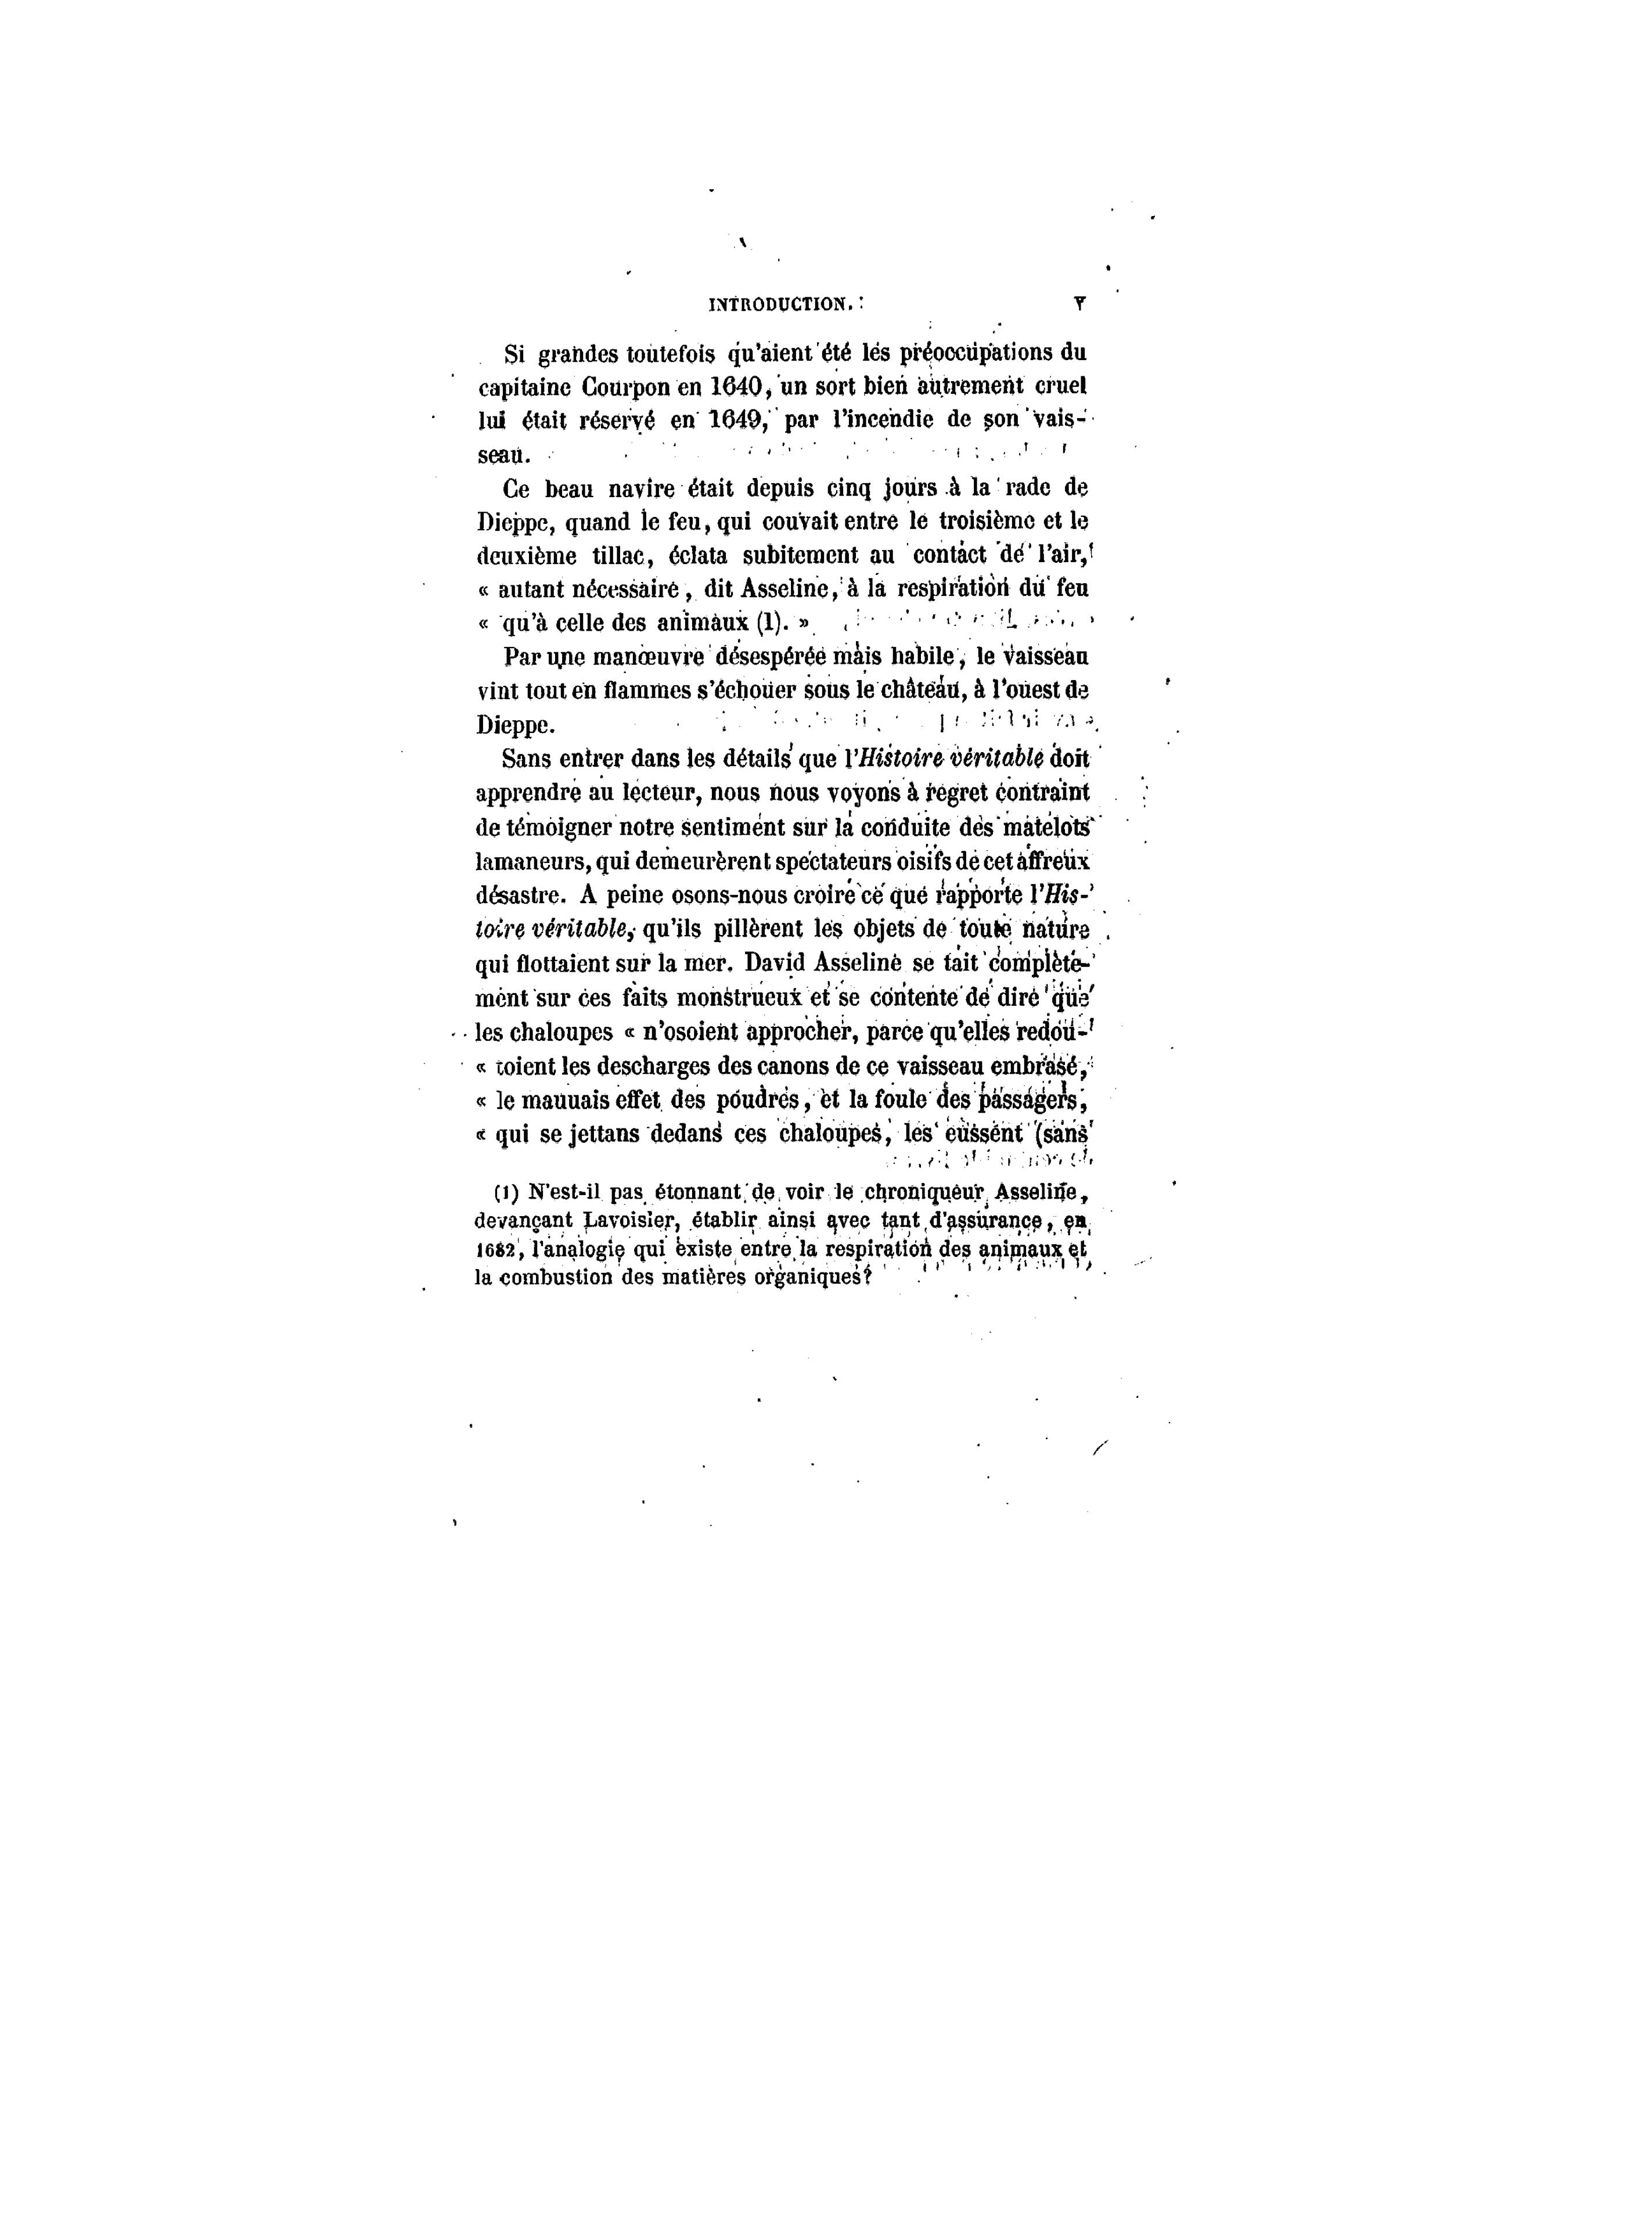 INTRODUCTION. V
Si grandes toutefois qu'aient été les préoccupations du
capitaine Courpon en 1640, un sort bien autrement cruel
lui était réservé en 1649, par l'incendie de son vais-
seau.
Ce beau navire était depuis cinq jours à la rade de
Dieppe, quand le feu, qui couvait entre le troisième et le
deuxième tillac, éclata subitement au contact de l'air,
« autant nécessaire, dit Asseline, à la respiration du feu
« qu'à celle des animaux (1). »
Par une manœuvre désespérée mais habile, le vaisseau
vint tout en flammes s'échouer sous le château, à l'ouest de
Dieppe.
Sans entrer dans les détails que l'Histoire véritable doit
apprendre au lecteur, nous nous voyons à regret contraint
de témoigner notre sentiment sur la conduite des matelots
lamaneurs, qui demeurèrent spectateurs oisifs de cet affreux
désastre. A peine osons-nous croire ce que rapporte l'His-
toire véritable, qu'ils pillèrent les objets de toute nature
qui flottaient sur la mer. David Asseline se tait complète-
ment sur ces faits monstrueux et se contente de dire que
les chaloupes « n'osoient approcher, parce qu'elles redou-
« toient les descharges des canons de ce vaisseau embrasé,
« le mauuais effet des poudres, et la foule des passagers,
« qui se jettans dedans ces chaloupes, les eussent (sans
(1) N'est-il pas étonnant de voir le chroniqueur Asseline,
devançant Lavoisier, établir ainsi avec tant d'assurance, en
1682, l'analogie qui existe entre la respiration des animaux et
la combustion des matières organiques?